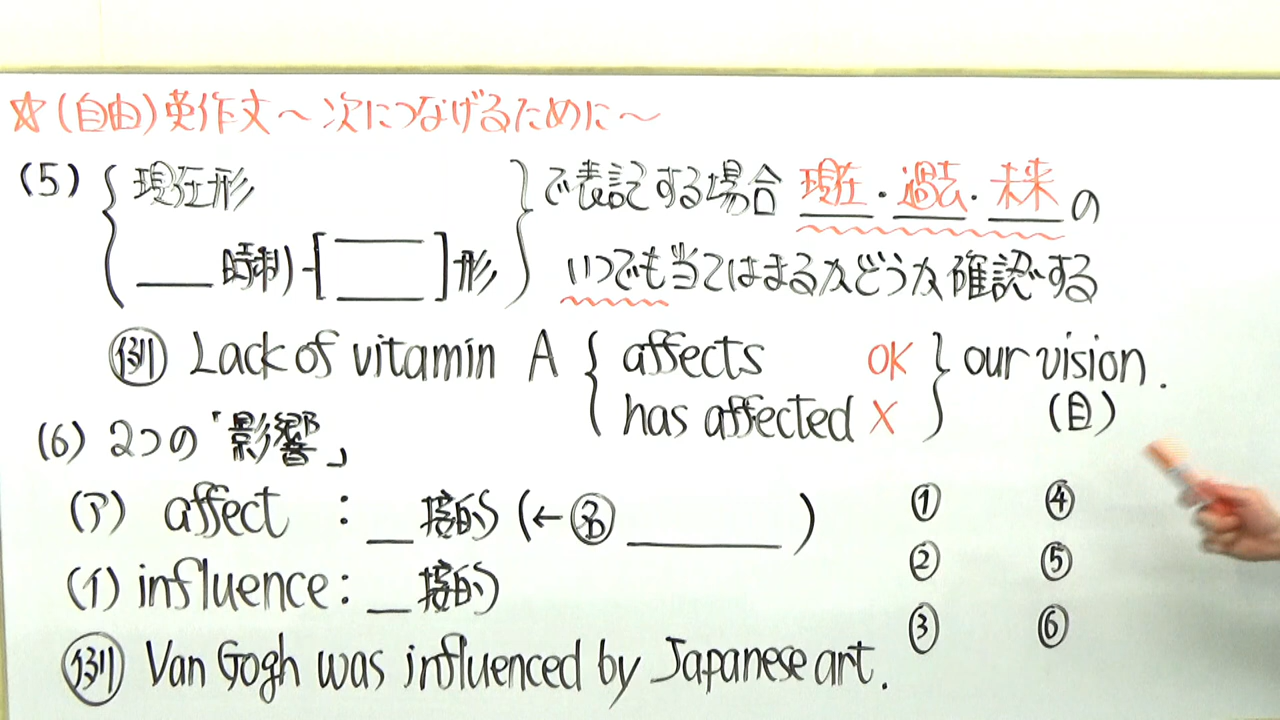 ☆(自由)英作文～次につなげるために～
(5) { 現在形 } で表記する場合 現在・過去・未来の
{ ＿＿時制-[＿＿]形 } いつでも当てはまるかどうか確認する
例 Lack of vitamin A { affects OK } our vision.
{ has affected X } (目)
(6) 2つの「影響」
(ア) affect : ＿接的 (←名 ＿＿＿＿) ① ④
(イ) influence : ＿接的 ② ⑤
例 Van Gogh was influenced by Japanese art. ③ ⑥